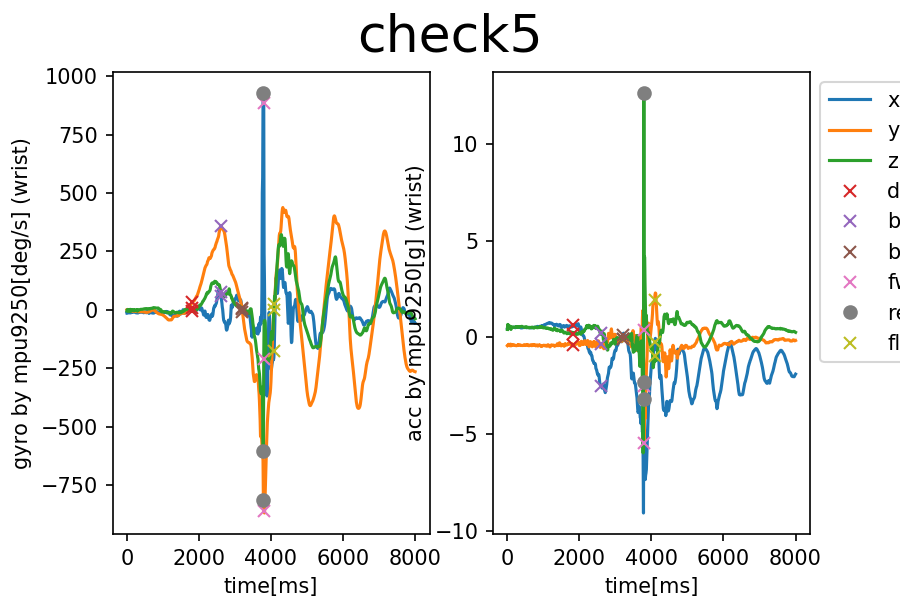 check5
gyro by mpu9250[deg/s] (wrist)
1000
750
500
250
0
−250
−500
−750
0 2000 4000 6000 8000
time[ms]
acc by mpu9250[g] (wrist)
10
5
0
−5
−10
0 2000 4000 6000 8000
time[ms]
x
y
z
d
b
b
fw
re
fl